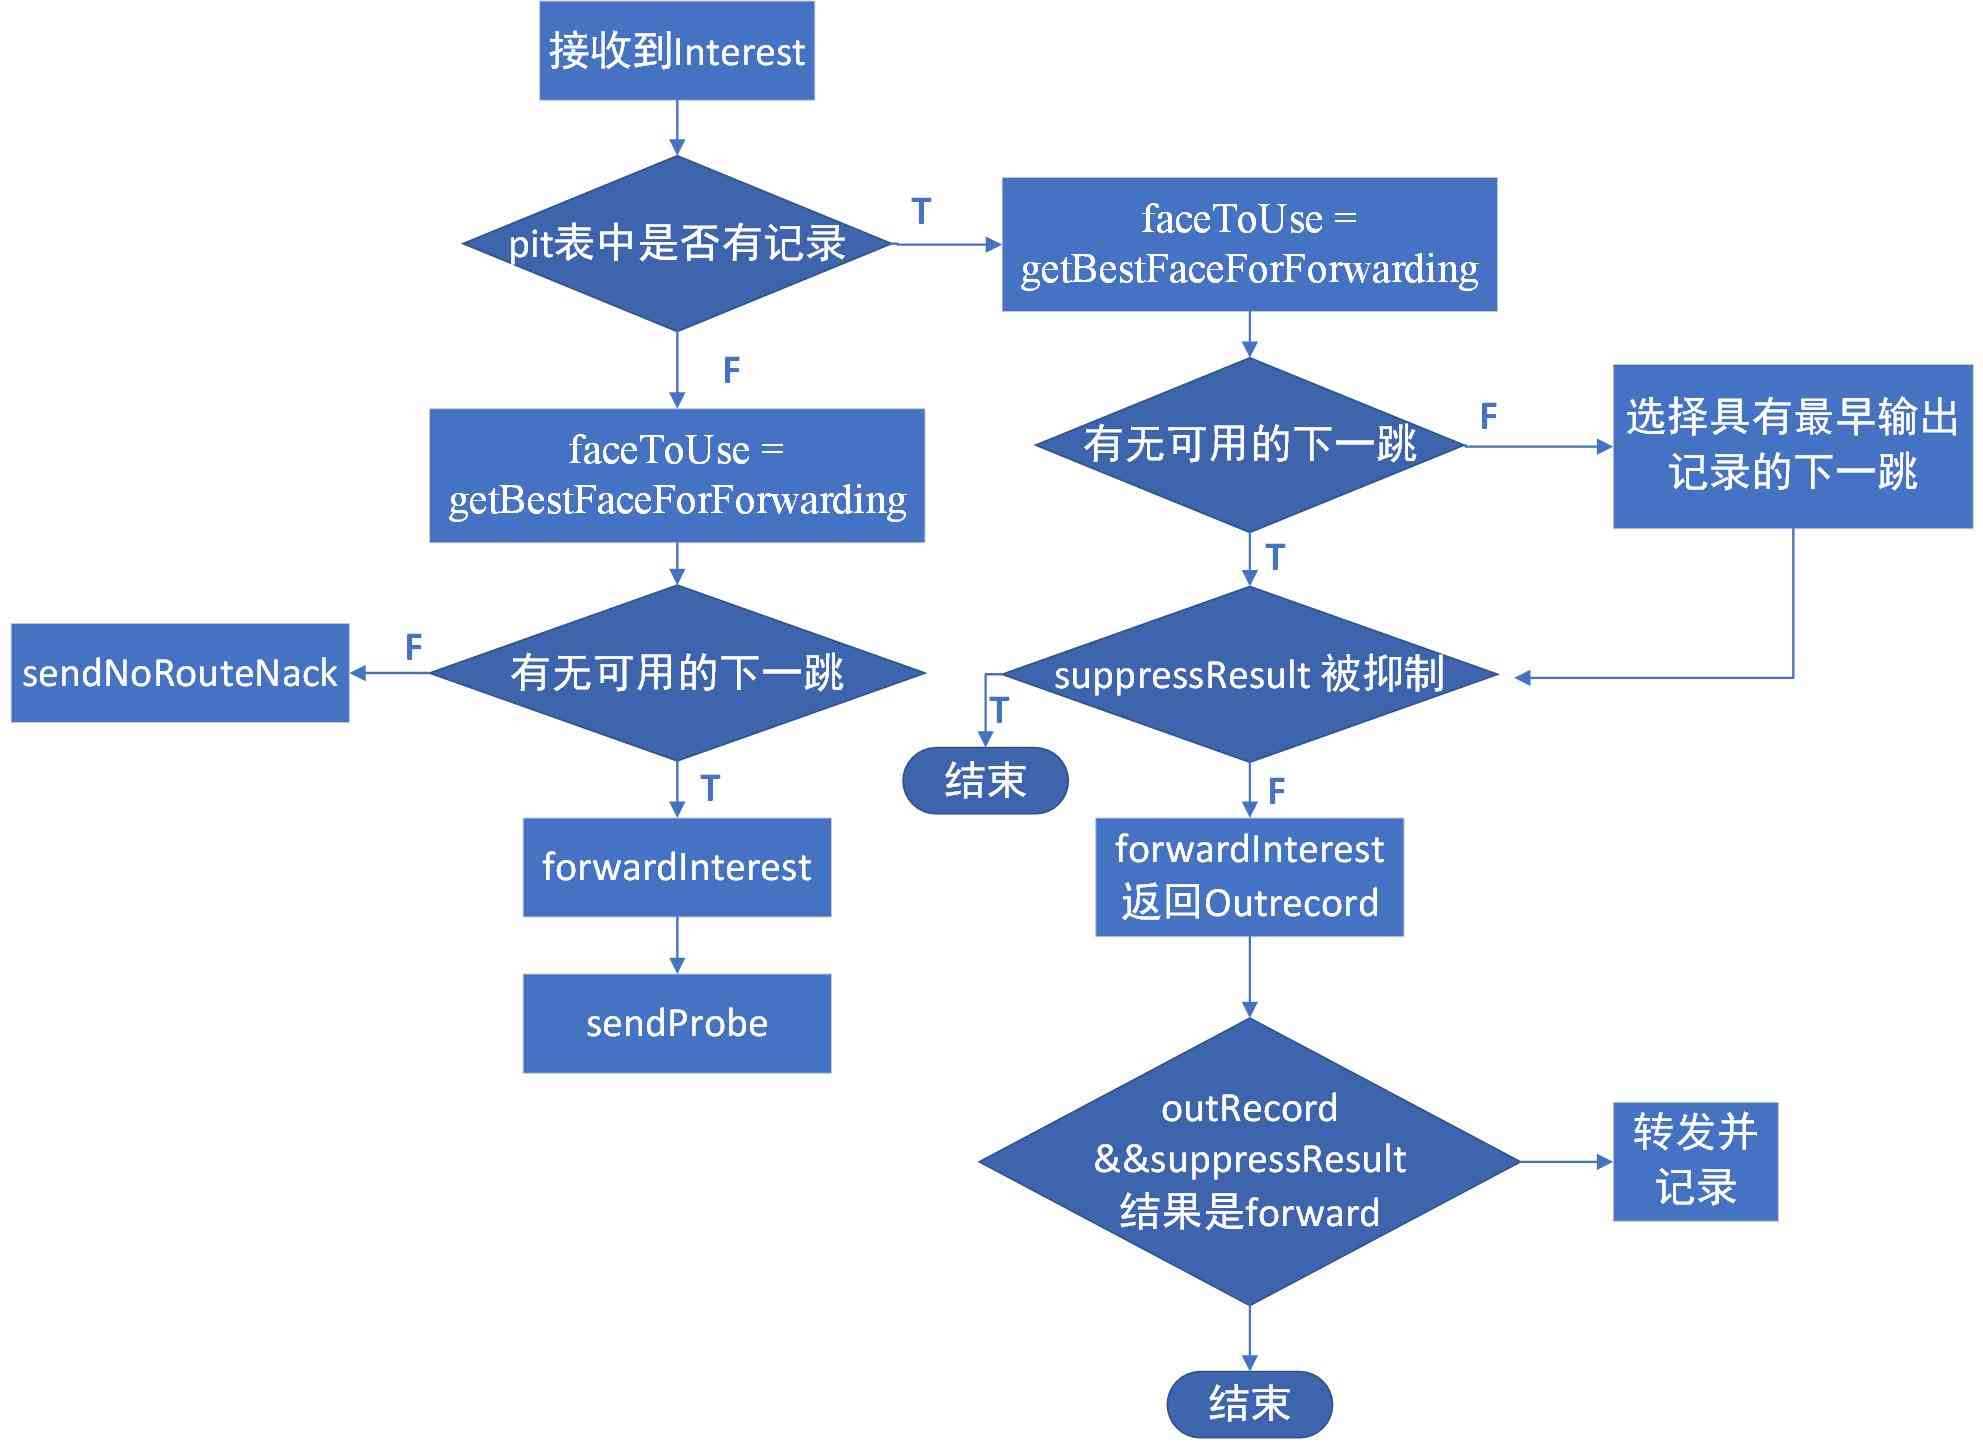 接收到Interest
pit表中是否有记录
T
faceToUse =
getBestFaceForForwarding
F
faceToUse =
getBestFaceForForwarding
有无可用的下一跳
F
选择具有最早输出
记录的下一跳
T
sendNoRouteNack
F
有无可用的下一跳
suppressResult 被抑制
T
结束
T
F
forwardInterest
forwardInterest
返回Outrecord
sendProbe
outRecord
&&suppressResult
结果是forward
转发并
记录
结束